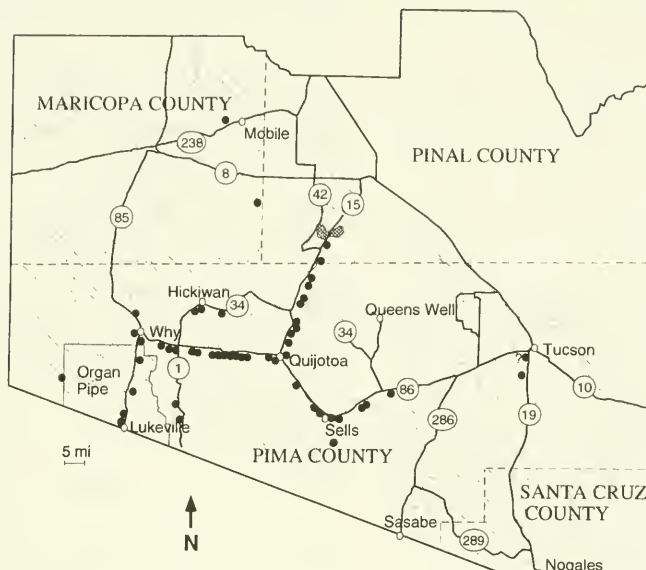 MARICOPA COUNTY
Mobile
238
PINAL COUNTY
8
42
15
85
Hickiwan
34
Queens Well
34
Why
Quijotoa
Tucson
?
Organ
Pipe
1
86
10
286
19
Lukeville
Sells
5 mi
PIMA COUNTY
SANTA CRUZ
COUNTY
Sasabe
289
N
Nogales